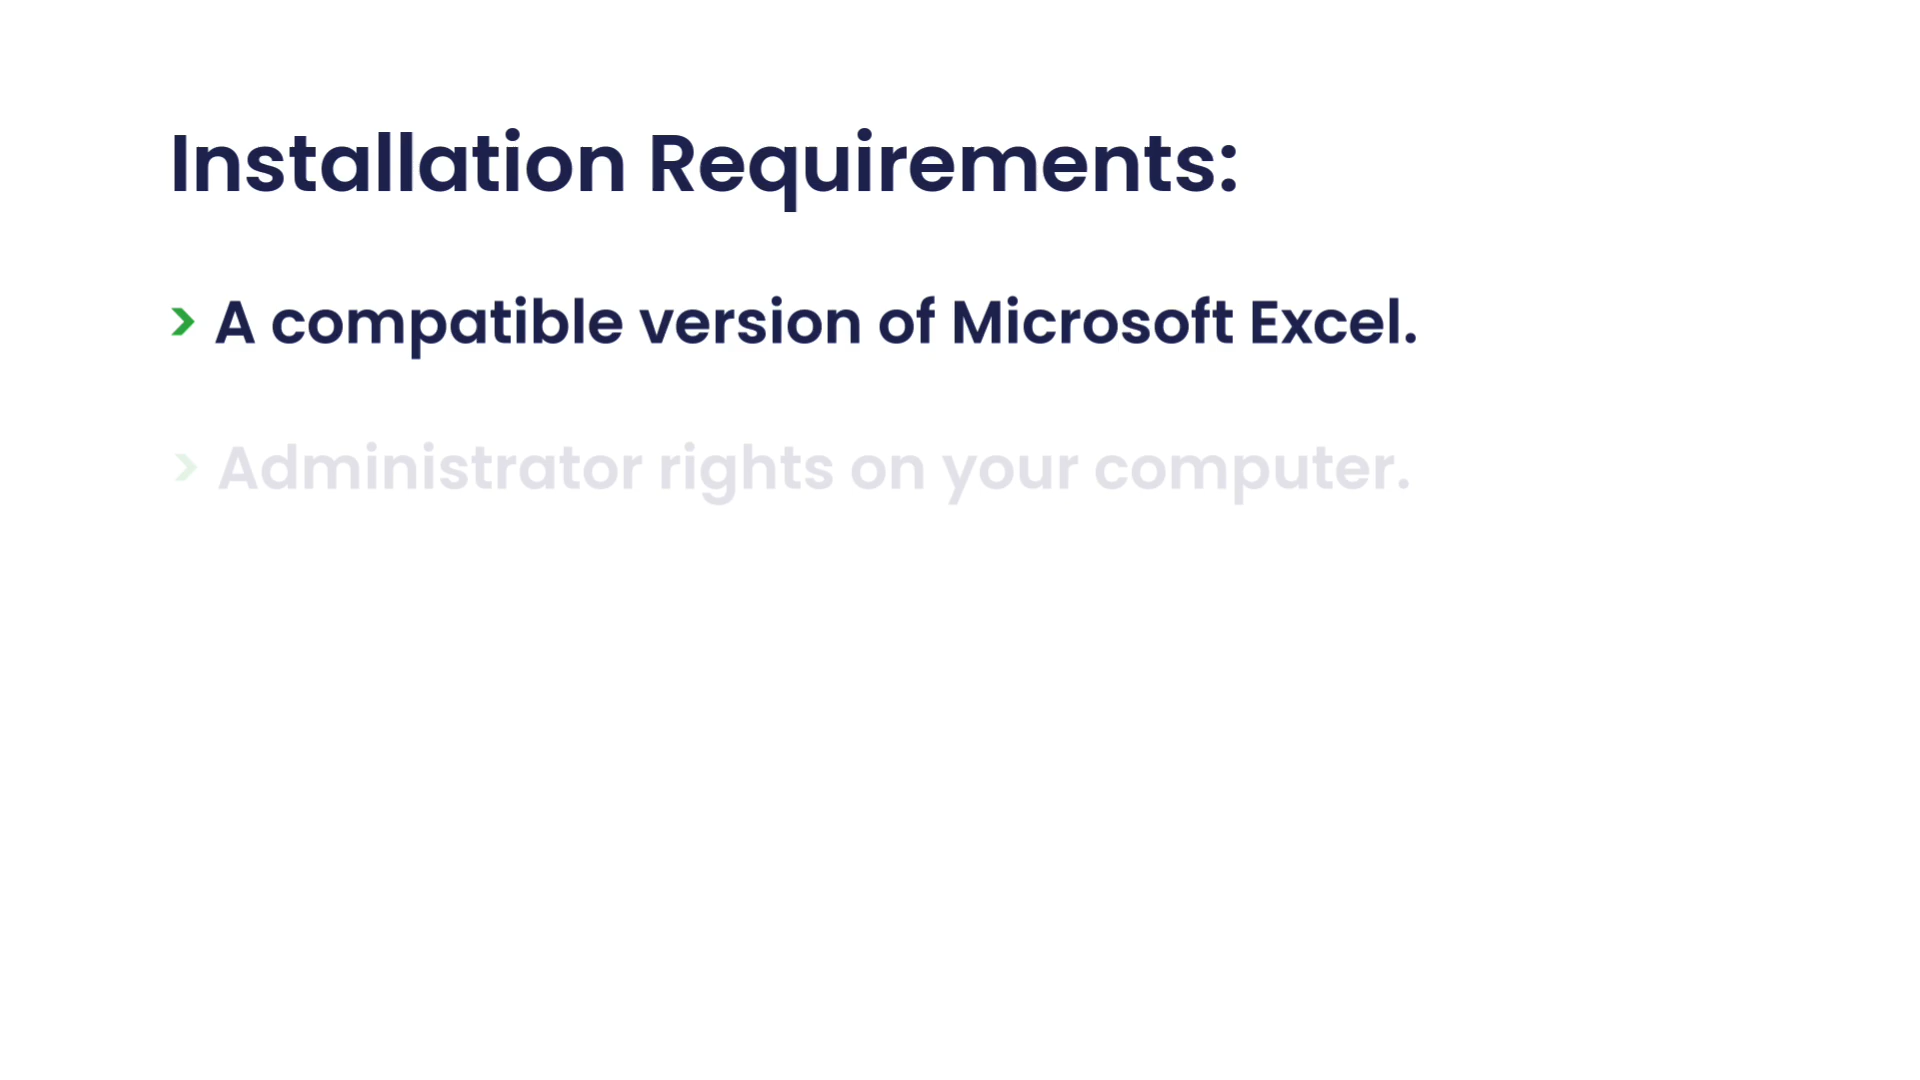 Installation Requirements:
> A compatible version of Microsoft Excel.
> Administrator rights on your computer.